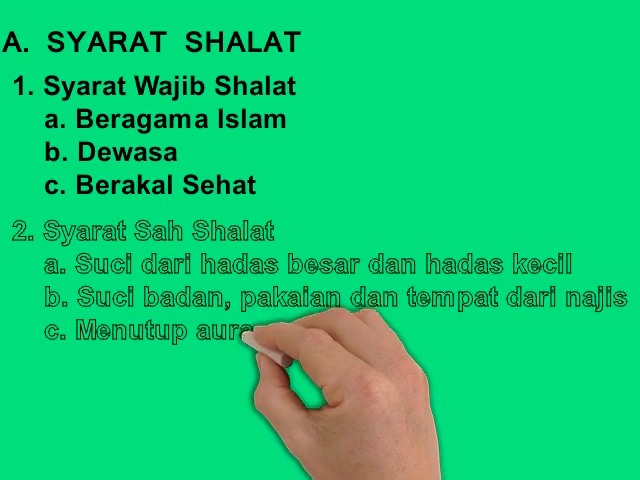 A. SYARAT SHALAT
1. Syarat Wajib Shalat
a. Beragama Islam
b. Dewasa
c. Berakal Sehat
2. Syarat Sah Shalat
a. Suci dari hadas besar dan hadas kecil
b. Suci badan, pakaian dan tempat dari najis
c. Menutup aura